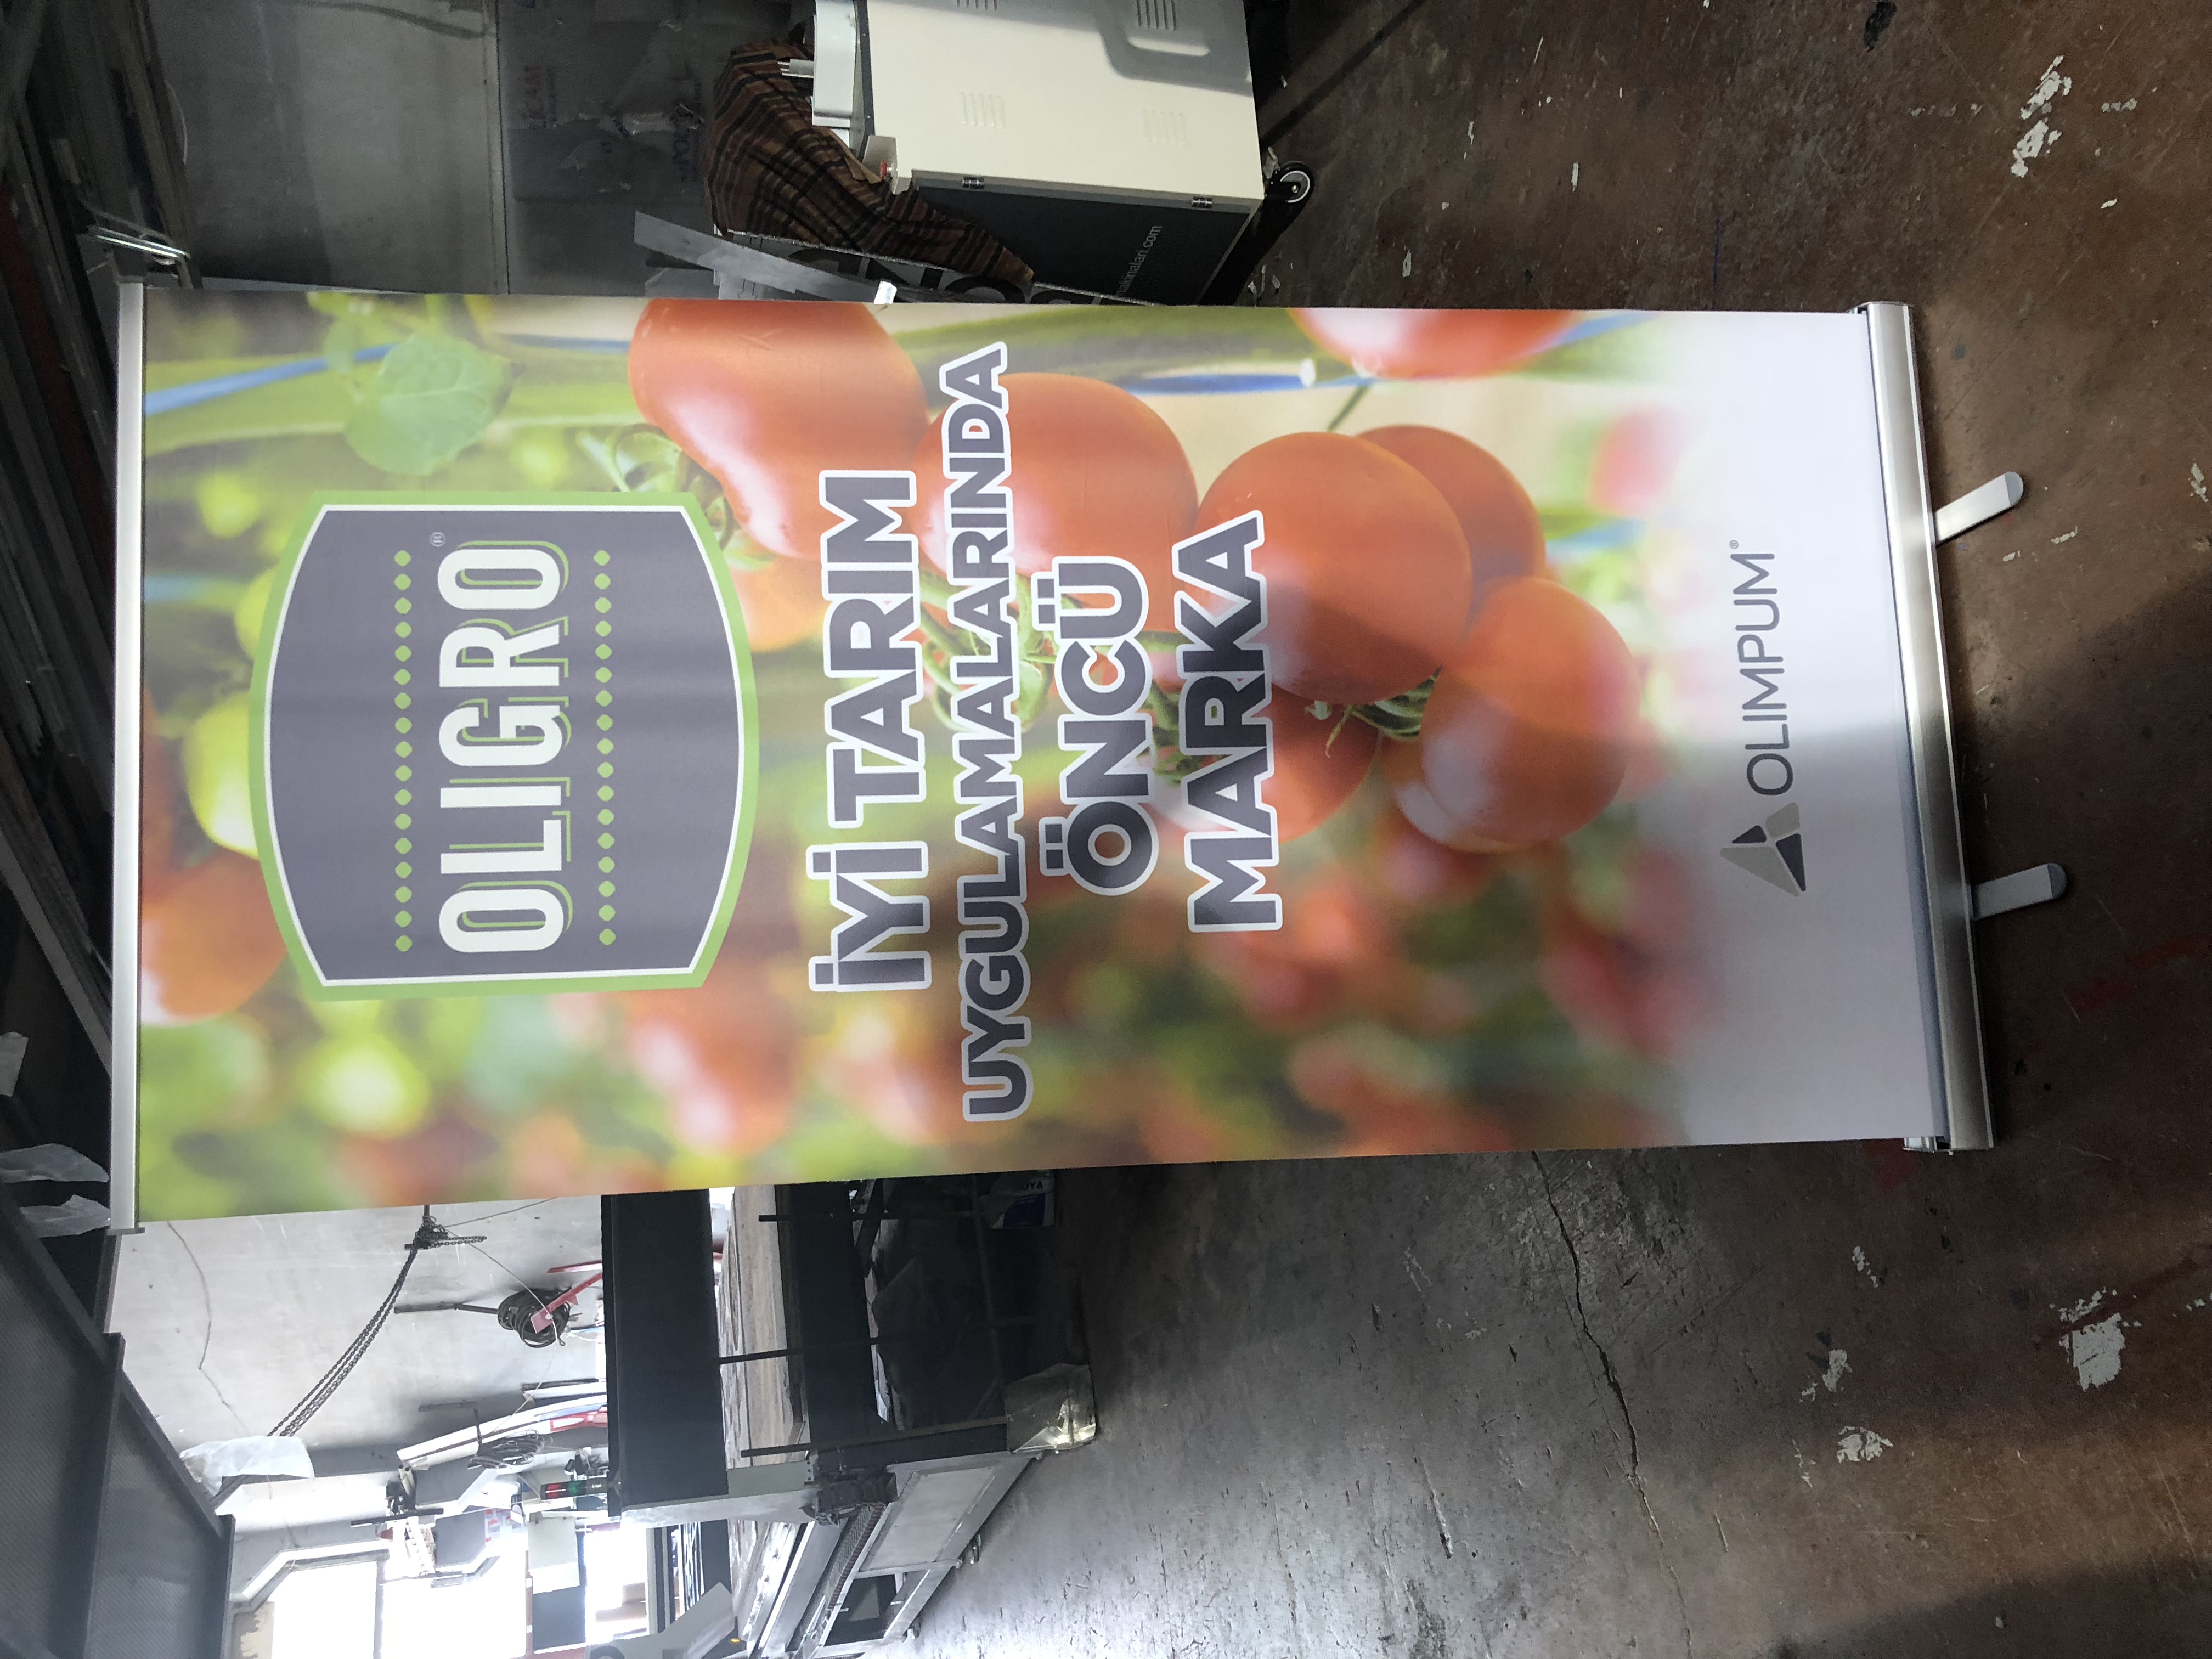 OLIGRO®
İYİ TARIM
UYGULAMALARINDA
ÖNCÜ
MARKA
OLIMPUM®